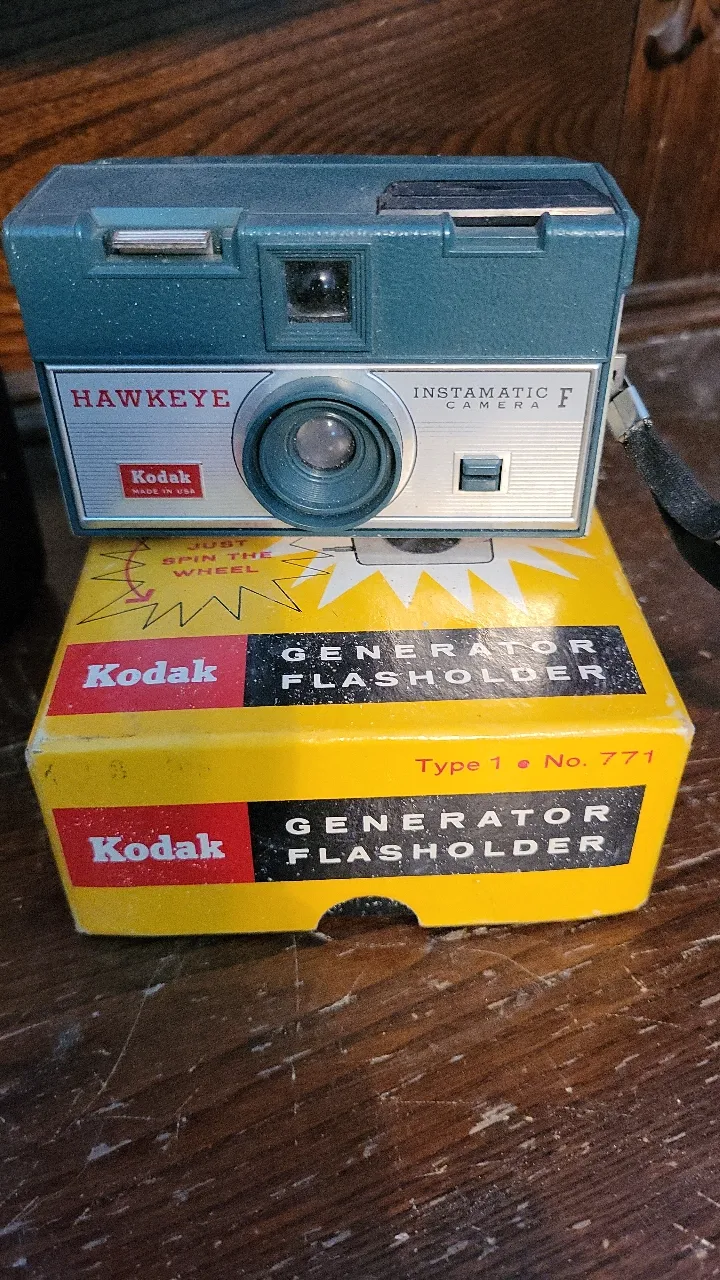 HAWKEYE
INSTAMATIC F
CAMERA
Kodak
MADE IN USA
JUST
SPIN THE
WHEEL
Kodak
GENERATOR
FLASHOLDER
Type 1 • No. 771
Kodak
GENERATOR
FLASHOLDER